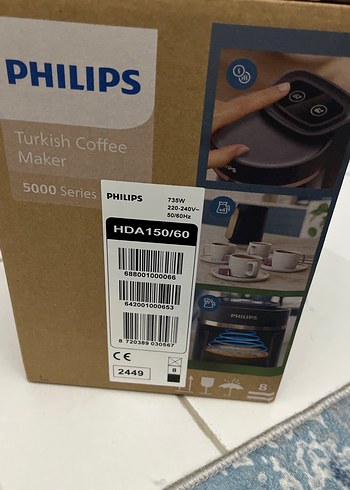 PHILIPS
Turkish Coffee
Maker
5000 Series
PHILIPS
735W
220-240V~
50/60Hz
HDA150/60
688001000066
642001000653
8 720389 030567
CE
8
2449
PHILIPS
8